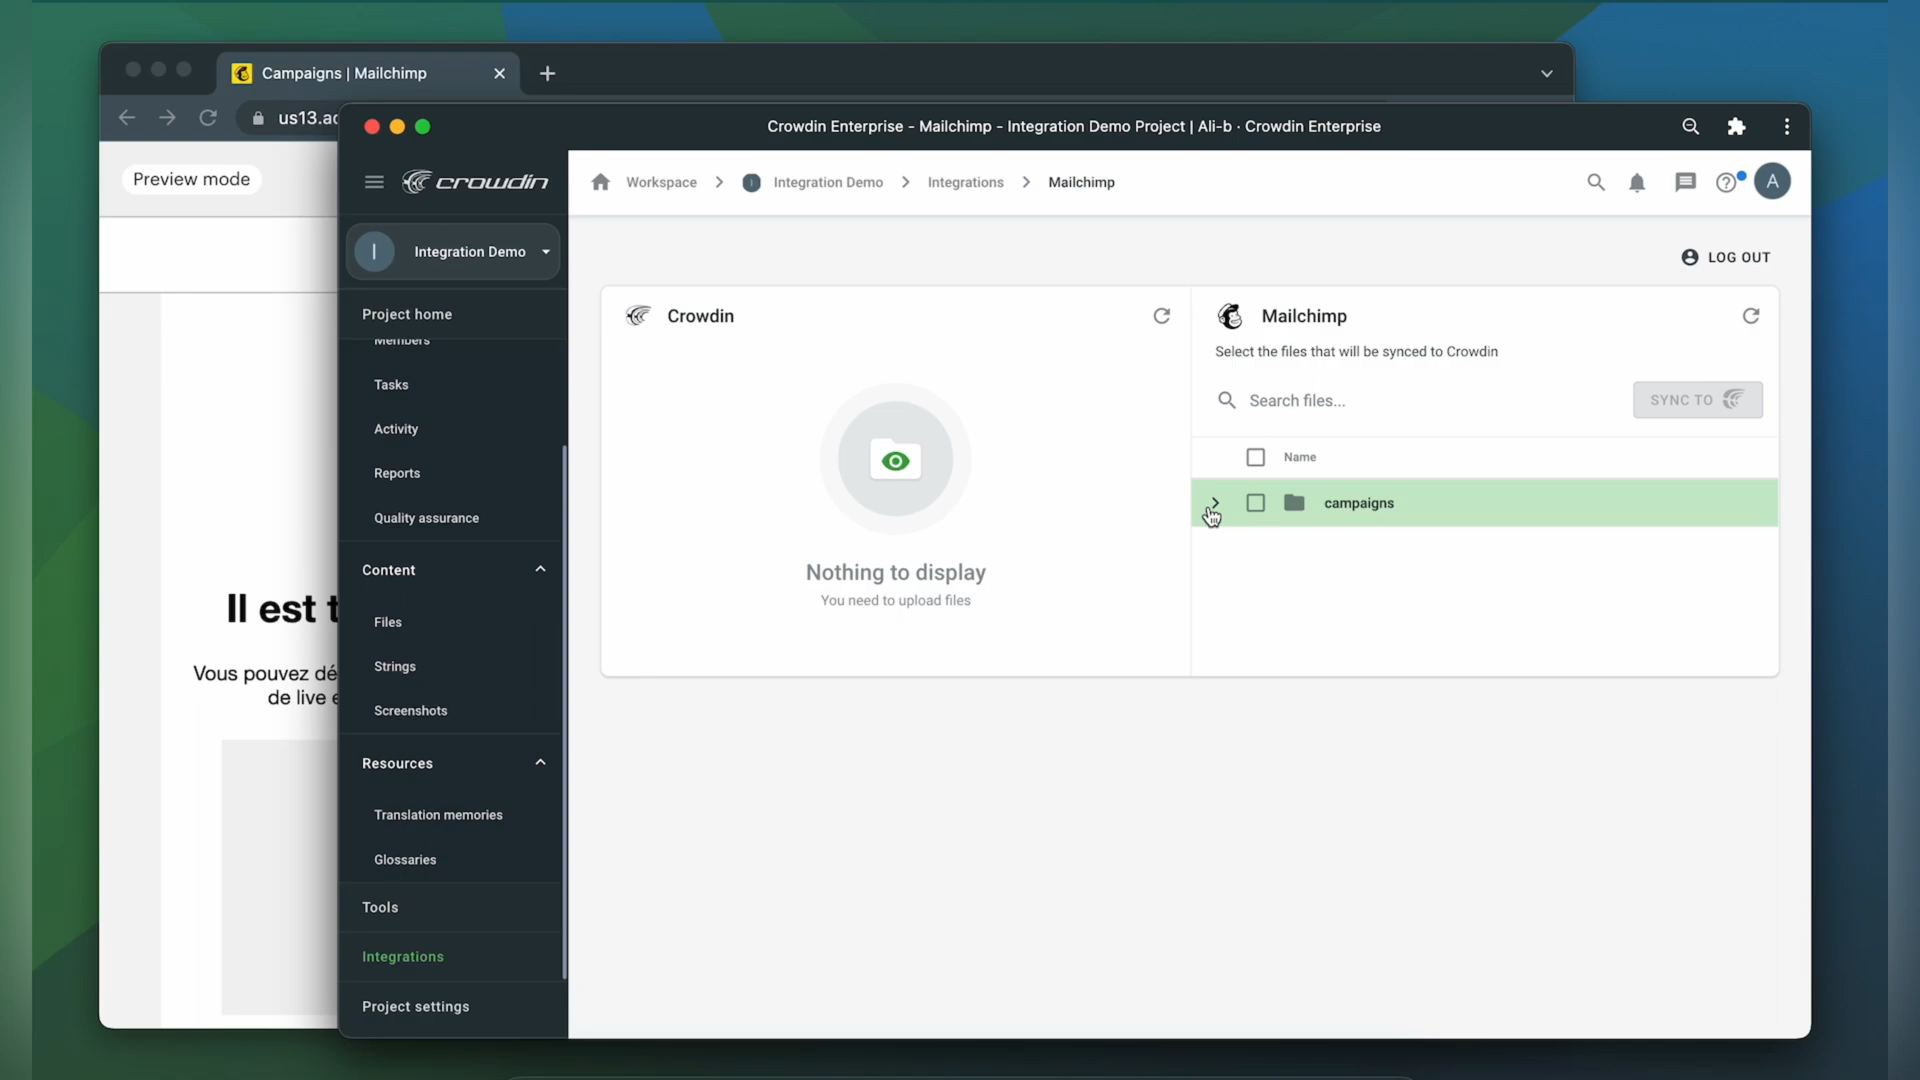 Campaigns | Mailchimp
us13.ac
Preview mode
Il est t
Vous pouvez dé
de live e
Crowdin Enterprise - Mailchimp - Integration Demo Project | Ali-b · Crowdin Enterprise
crowdin
Workspace
I
Integration Demo
Integrations
Mailchimp
A
I
Integration Demo
Project home
Members
Tasks
Activity
Reports
Quality assurance
Content
Files
Strings
Screenshots
Resources
Translation memories
Glossaries
Tools
Integrations
Project settings
LOG OUT
Crowdin
Nothing to display
You need to upload files
Mailchimp
Select the files that will be synced to Crowdin
Search files...
SYNC TO
Name
campaigns